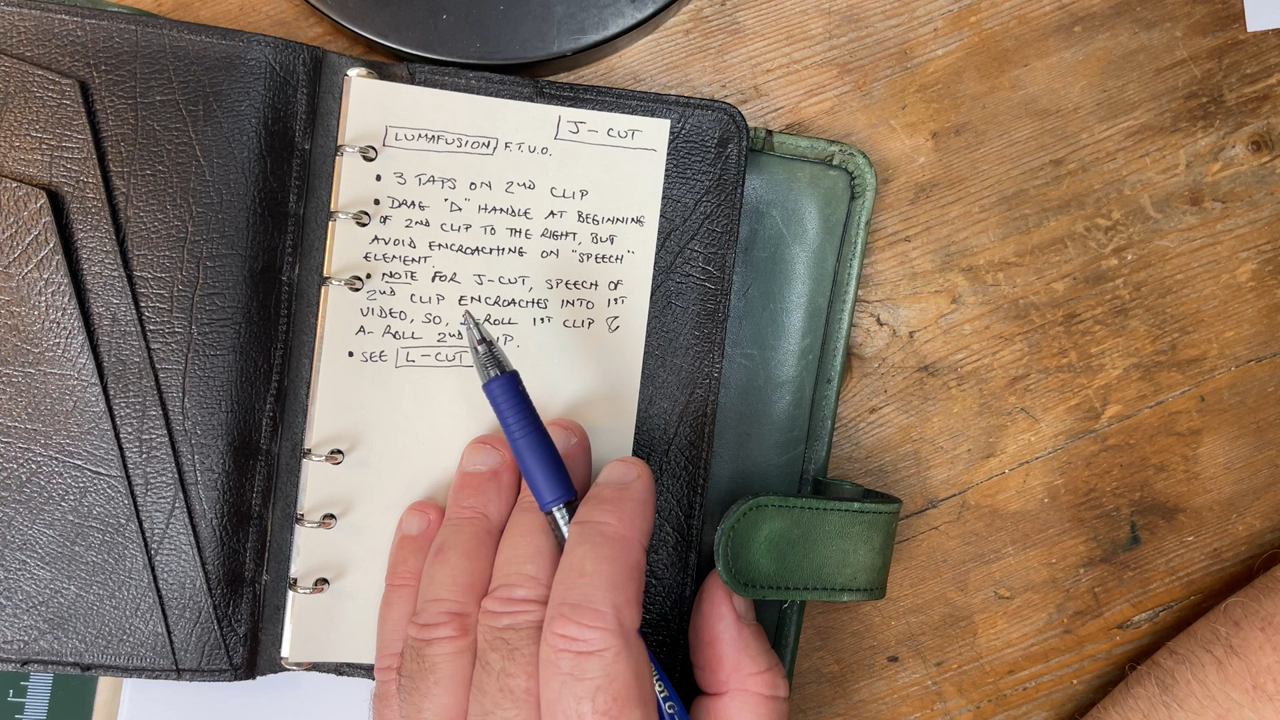 J-CUT
LUMAFUSION F.T.U.O.
• 3 TAPS ON 2ND CLIP
• DRAG "D" HANDLE AT BEGINNING
OF 2ND CLIP TO THE RIGHT, BUT
AVOID ENCROACHING ON "SPEECH"
ELEMENT.
• NOTE FOR J-CUT, SPEECH OF
2ND CLIP ENCROACHES INTO 1ST
VIDEO, SO, ROLL 1ST CLIP &
A-ROLL 2ND
• SEE L-CUT
PILOT G-
1